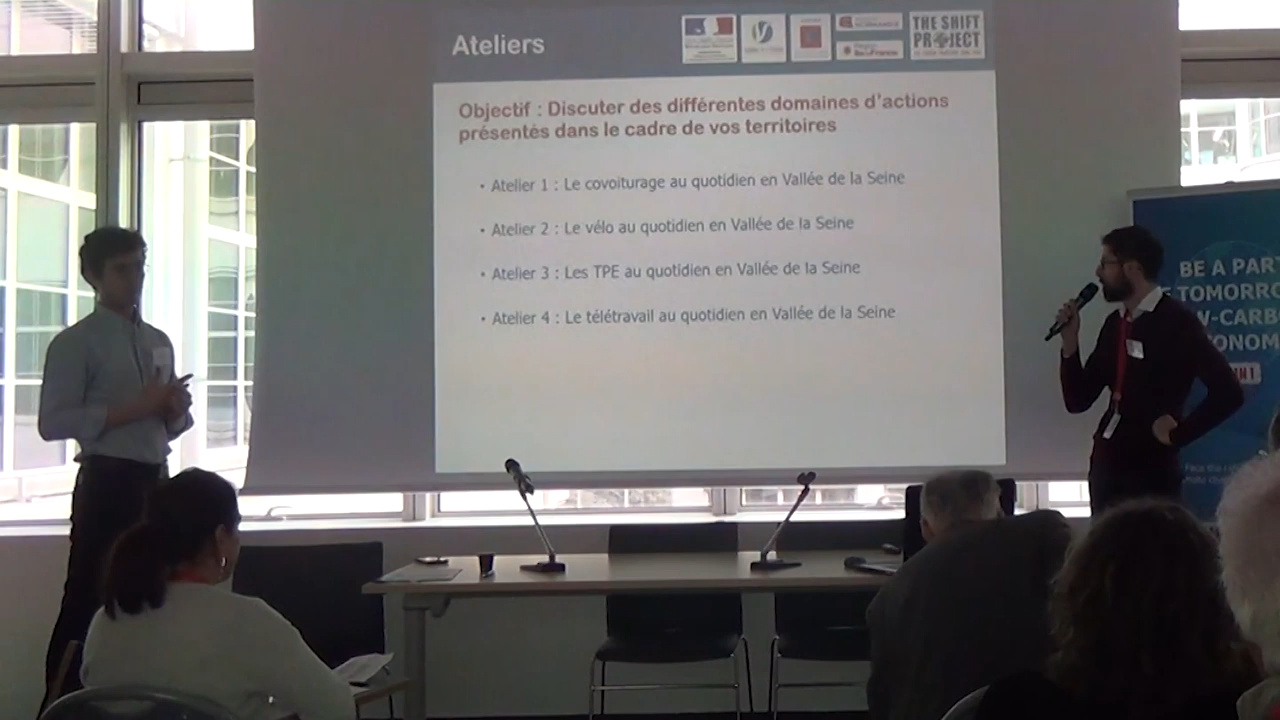 Ateliers
THE SHIFT
PROJECT
Objectif : Discuter des différentes domaines d'actions
présentés dans le cadre de vos territoires
• Atelier 1 : Le covoiturage au quotidien en Vallée de la Seine
• Atelier 2 : Le vélo au quotidien en Vallée de la Seine
• Atelier 3 : Les TPE au quotidien en Vallée de la Seine
• Atelier 4 : Le télétravail au quotidien en Vallée de la Seine
BE A PAR
TOMORRO
W-CARB
ONOM